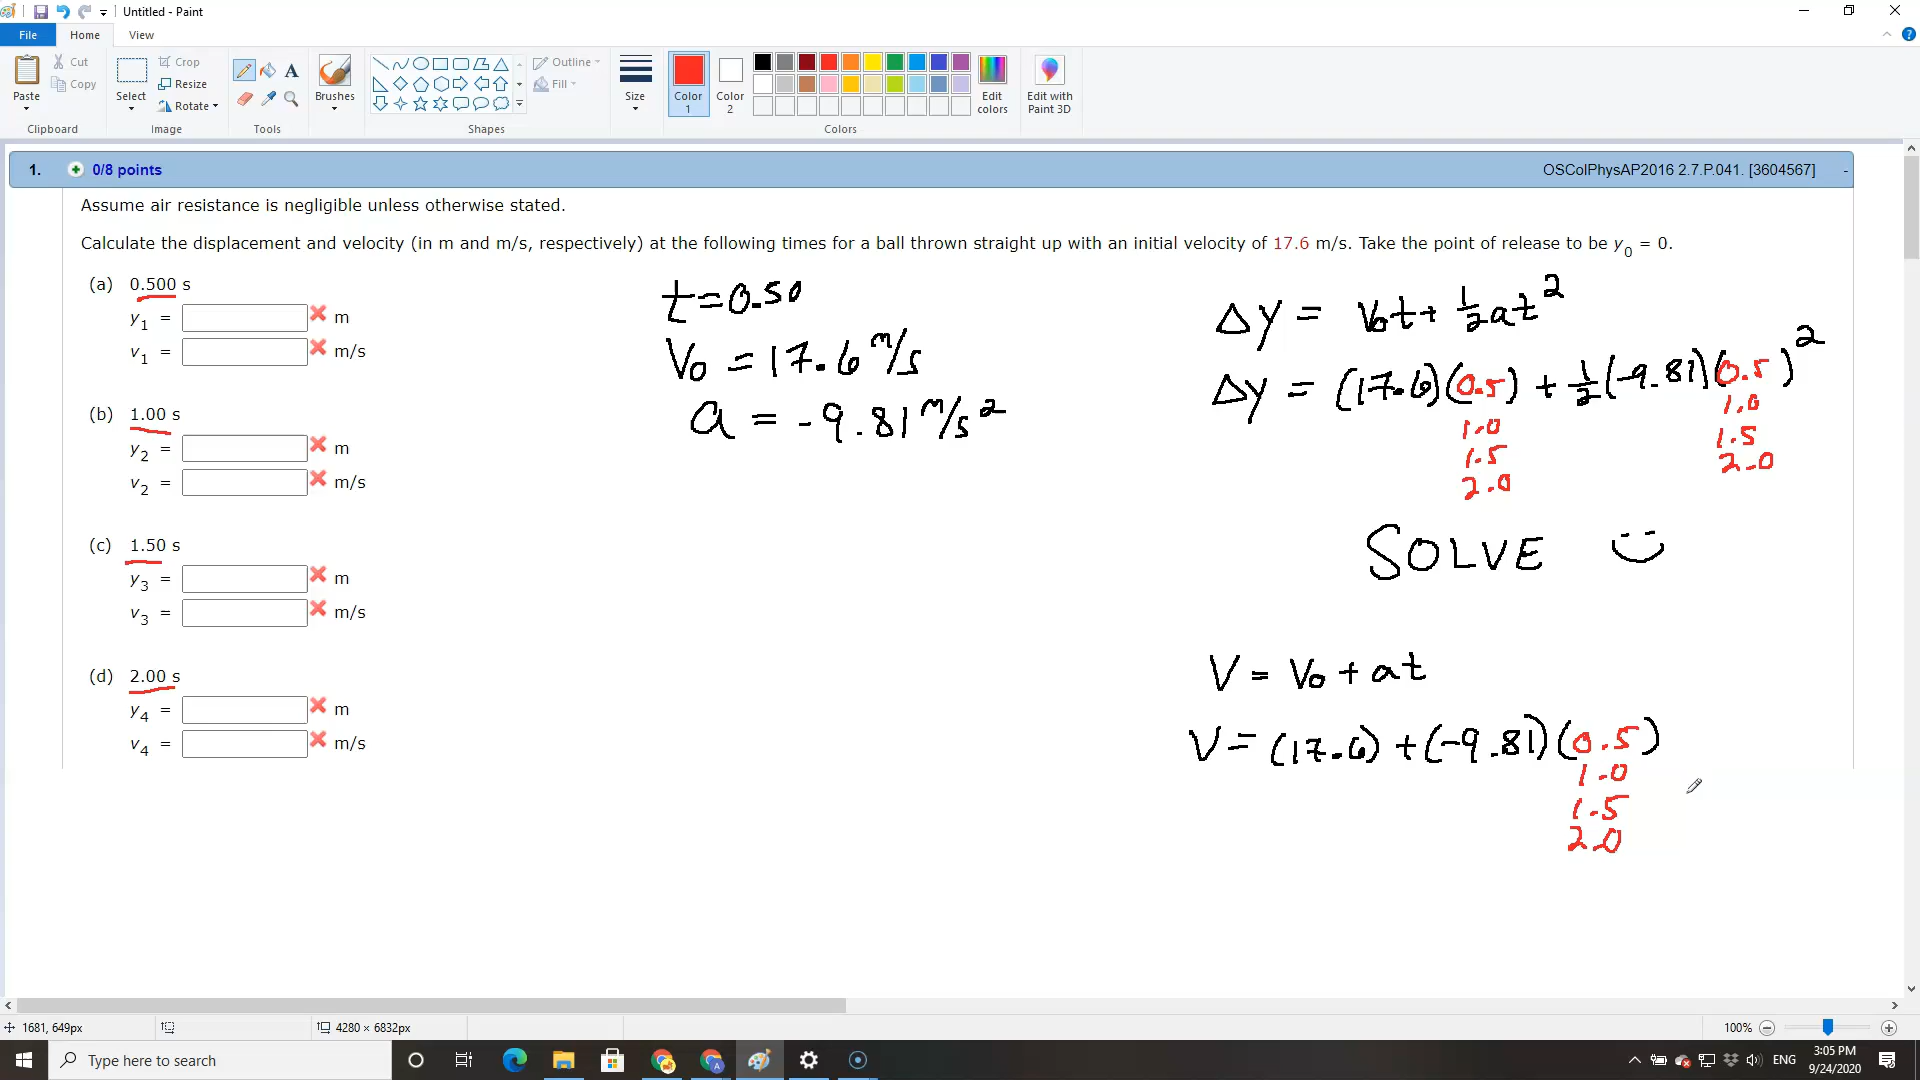 Untitled - Paint
File Home View
Paste
Cut
Copy
Clipboard
Select
Crop
Resize
Rotate
Image
A
Tools
Brushes
Shapes
Outline
Fill
Size
Color 1
Color 2
Colors
Edit colors
Edit with Paint 3D
1. 0/8 points OSColPhysAP2016 2.7.P.041. [3604567] -
Assume air resistance is negligible unless otherwise stated.
Calculate the displacement and velocity (in m and m/s, respectively) at the following times for a ball thrown straight up with an initial velocity of 17.6 m/s. Take the point of release to be y0 = 0.
(a) 0.500 s
y1 = m
v1 = m/s
(b) 1.00 s
y2 = m
v2 = m/s
(c) 1.50 s
y3 = m
v3 = m/s
(d) 2.00 s
y4 = m
v4 = m/s
t=0.50
V0 = 17.6 m/s
a = -9.81 m/s²
Δy = V0t + ½at²
Δy = (17.6)(0.5) + ½(-9.81)(0.5)²
1.0 1.0
1.5 1.5
2.0 2.0
SOLVE
V = V0 + at
V = (17.6) + (-9.81)(0.5)
1.0
1.5
2.0
1681, 649px 4280 × 6832px 100%
Type here to search
ENG
3:05 PM
9/24/2020